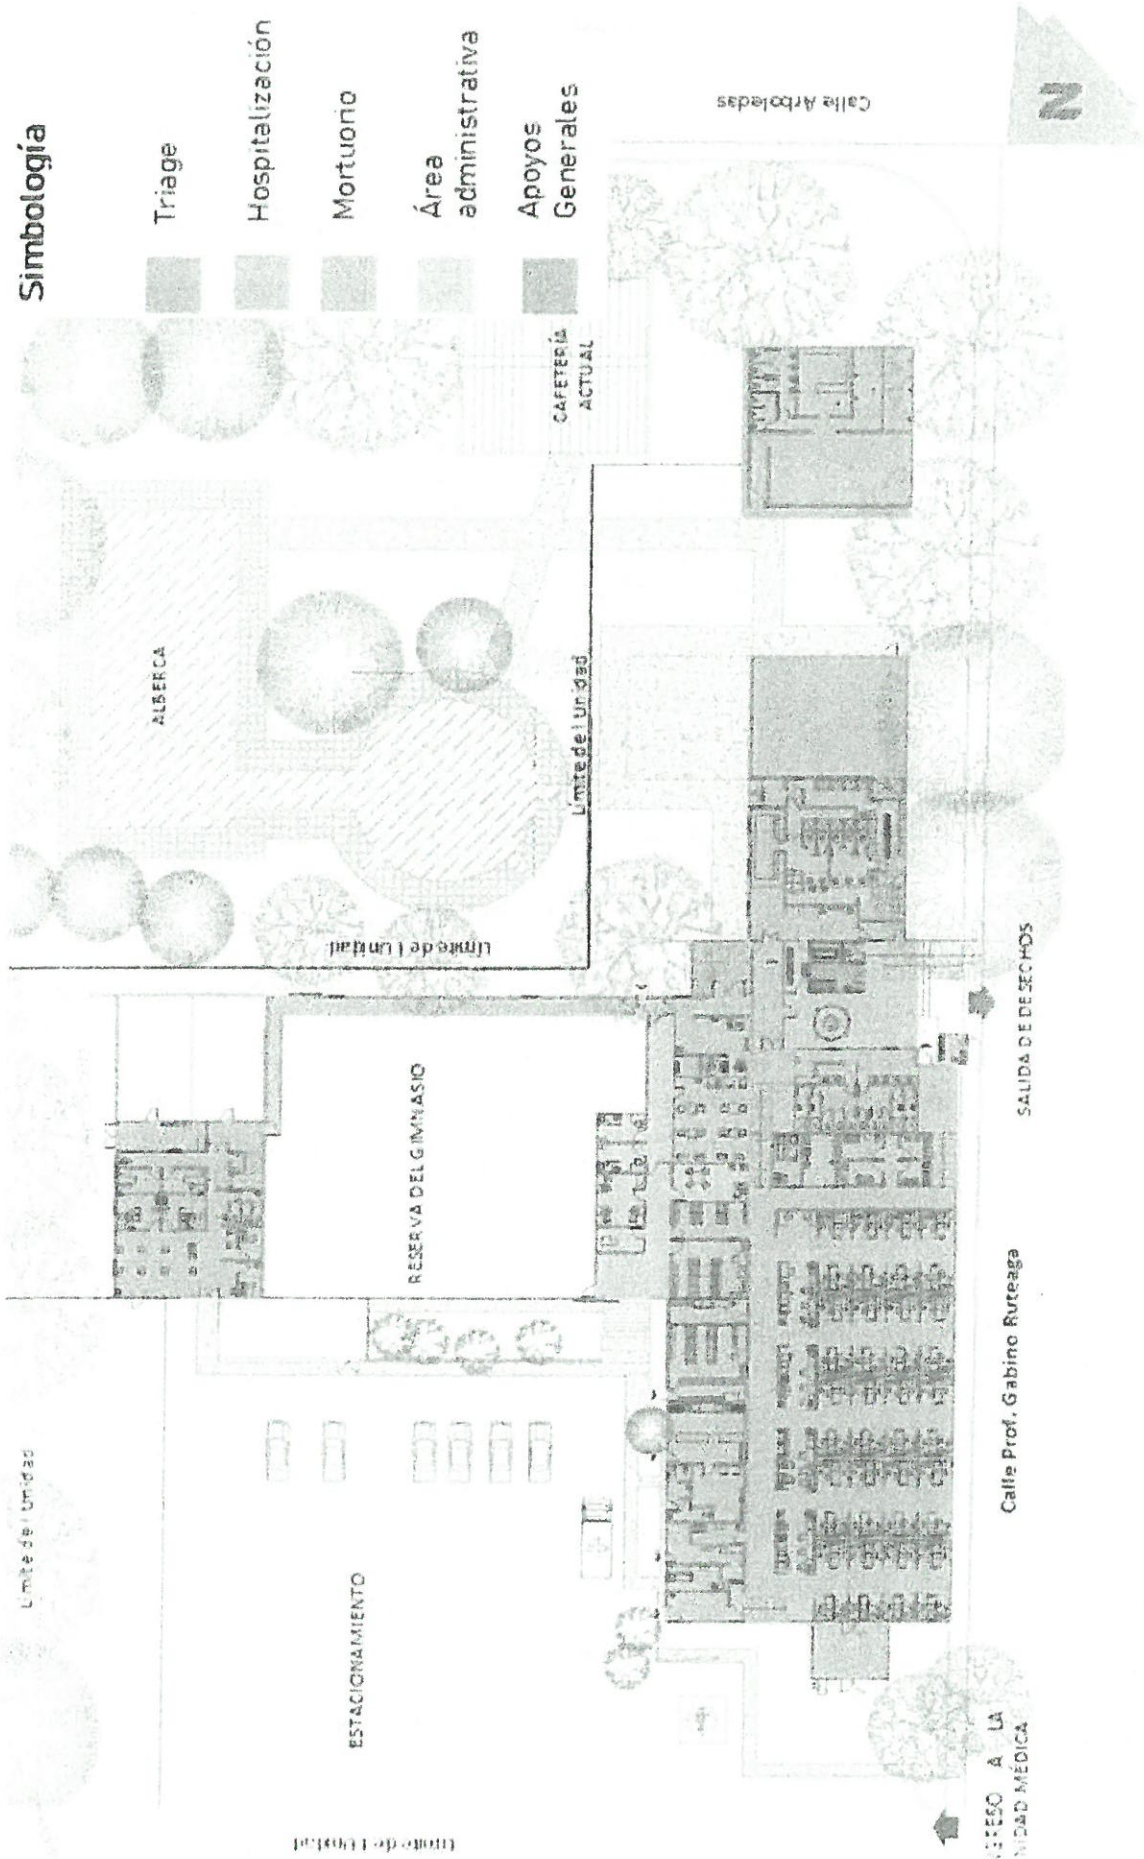 Simbología
Triage
Hospitalización
Mortuorio
Área
administrativa
Apoyos
Generales
CAFETERÍA
ACTUAL
ALBERCA
Límite de l Unidad
Límite de l Unidad
Límite de l Unidad
Límite de l Unidad
RESERVA DEL GIMNASIO
ESTACIONAMIENTO
Calle Arboledas
N
SALIDA DE DESECHOS
Calle Prof. Gabino Ruteaga
GRESO A LA
NIDAD MÉDICA